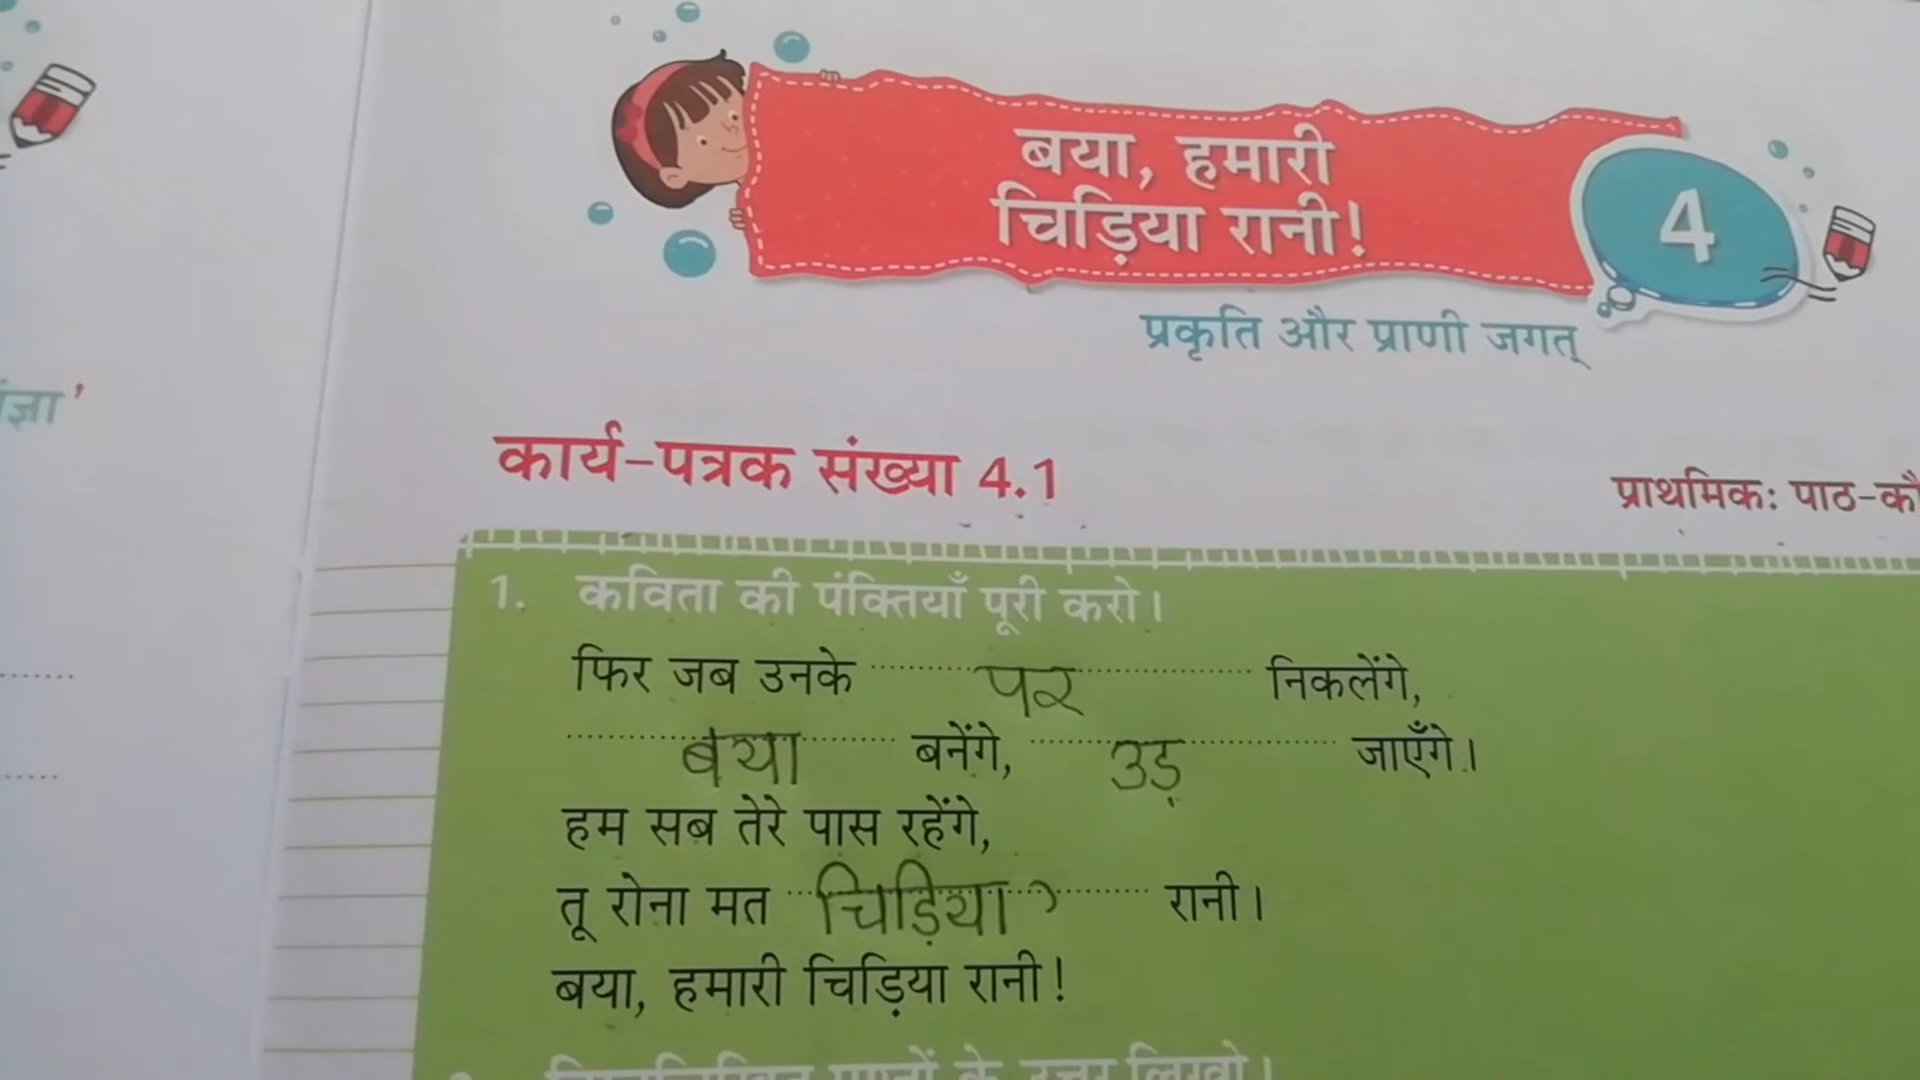 बया, हमारी
चिड़िया रानी!
4
प्रकृति और प्राणी जगत्
कार्य-पत्रक संख्या 4.1
प्राथमिक: पाठ-कौ
1. कविता की पंक्तियाँ पूरी करो।
फिर जब उनके पर निकलेंगे,
बया बनेंगे, उड़ जाएँगे।
हम सब तेरे पास रहेंगे,
तू रोना मत चिड़िया रानी।
बया, हमारी चिड़िया रानी!